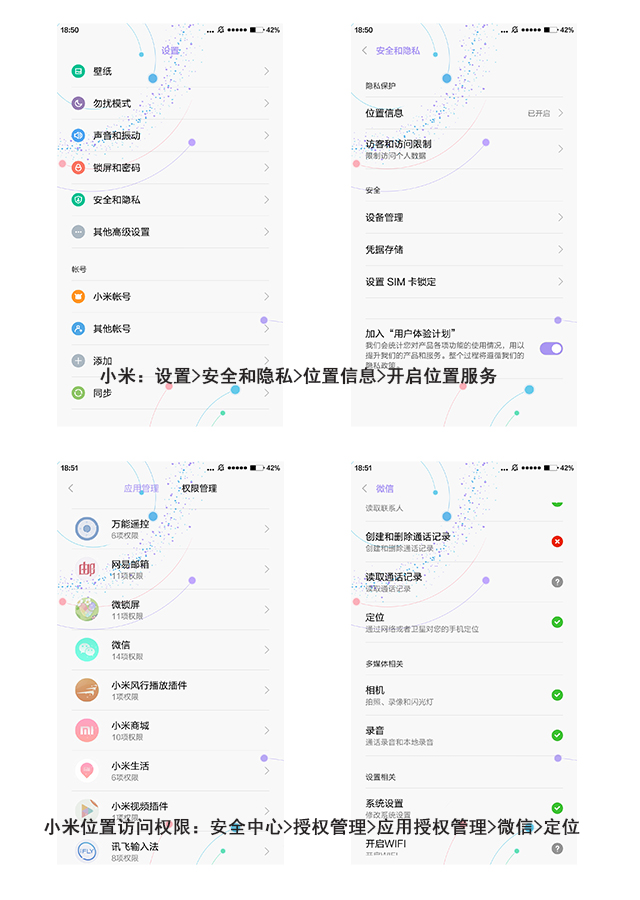 18:50
42%
设置
壁纸
勿扰模式
声音和振动
锁屏和密码
安全和隐私
其他高级设置
帐号
小米帐号
其他帐号
添加
同步
18:50
42%
安全和隐私
隐私保护
位置信息 已开启
访客和访问限制
限制访问个人数据
安全
设备管理
凭据存储
设置 SIM 卡锁定
加入“用户体验计划”
我们会统计您对产品各项功能的使用情况，用以
提升我们的产品和服务。整个过程将遵循我们的
隐私政策。
小米：设置>安全和隐私>位置信息>开启位置服务
18:51
42%
应用管理 权限管理
万能遥控
6项权限
网易邮箱
11项权限
微锁屏
11项权限
微信
14项权限
小米风行播放插件
1项权限
小米商城
10项权限
小米生活
6项权限
小米视频插件
1项权限
讯飞输入法
8项权限
18:51
42%
微信
读取联系人
创建和删除通话记录
创建和删除通话记录
读取通话记录
读取通话记录
定位
通过网络或者卫星对您的手机定位
多媒体相关
相机
拍照、录像和闪光灯
录音
通话录音和本地录音
设置相关
系统设置
修改系统设置
开启WIFI
开启WIFI
小米位置访问权限：安全中心>授权管理>应用授权管理>微信>定位